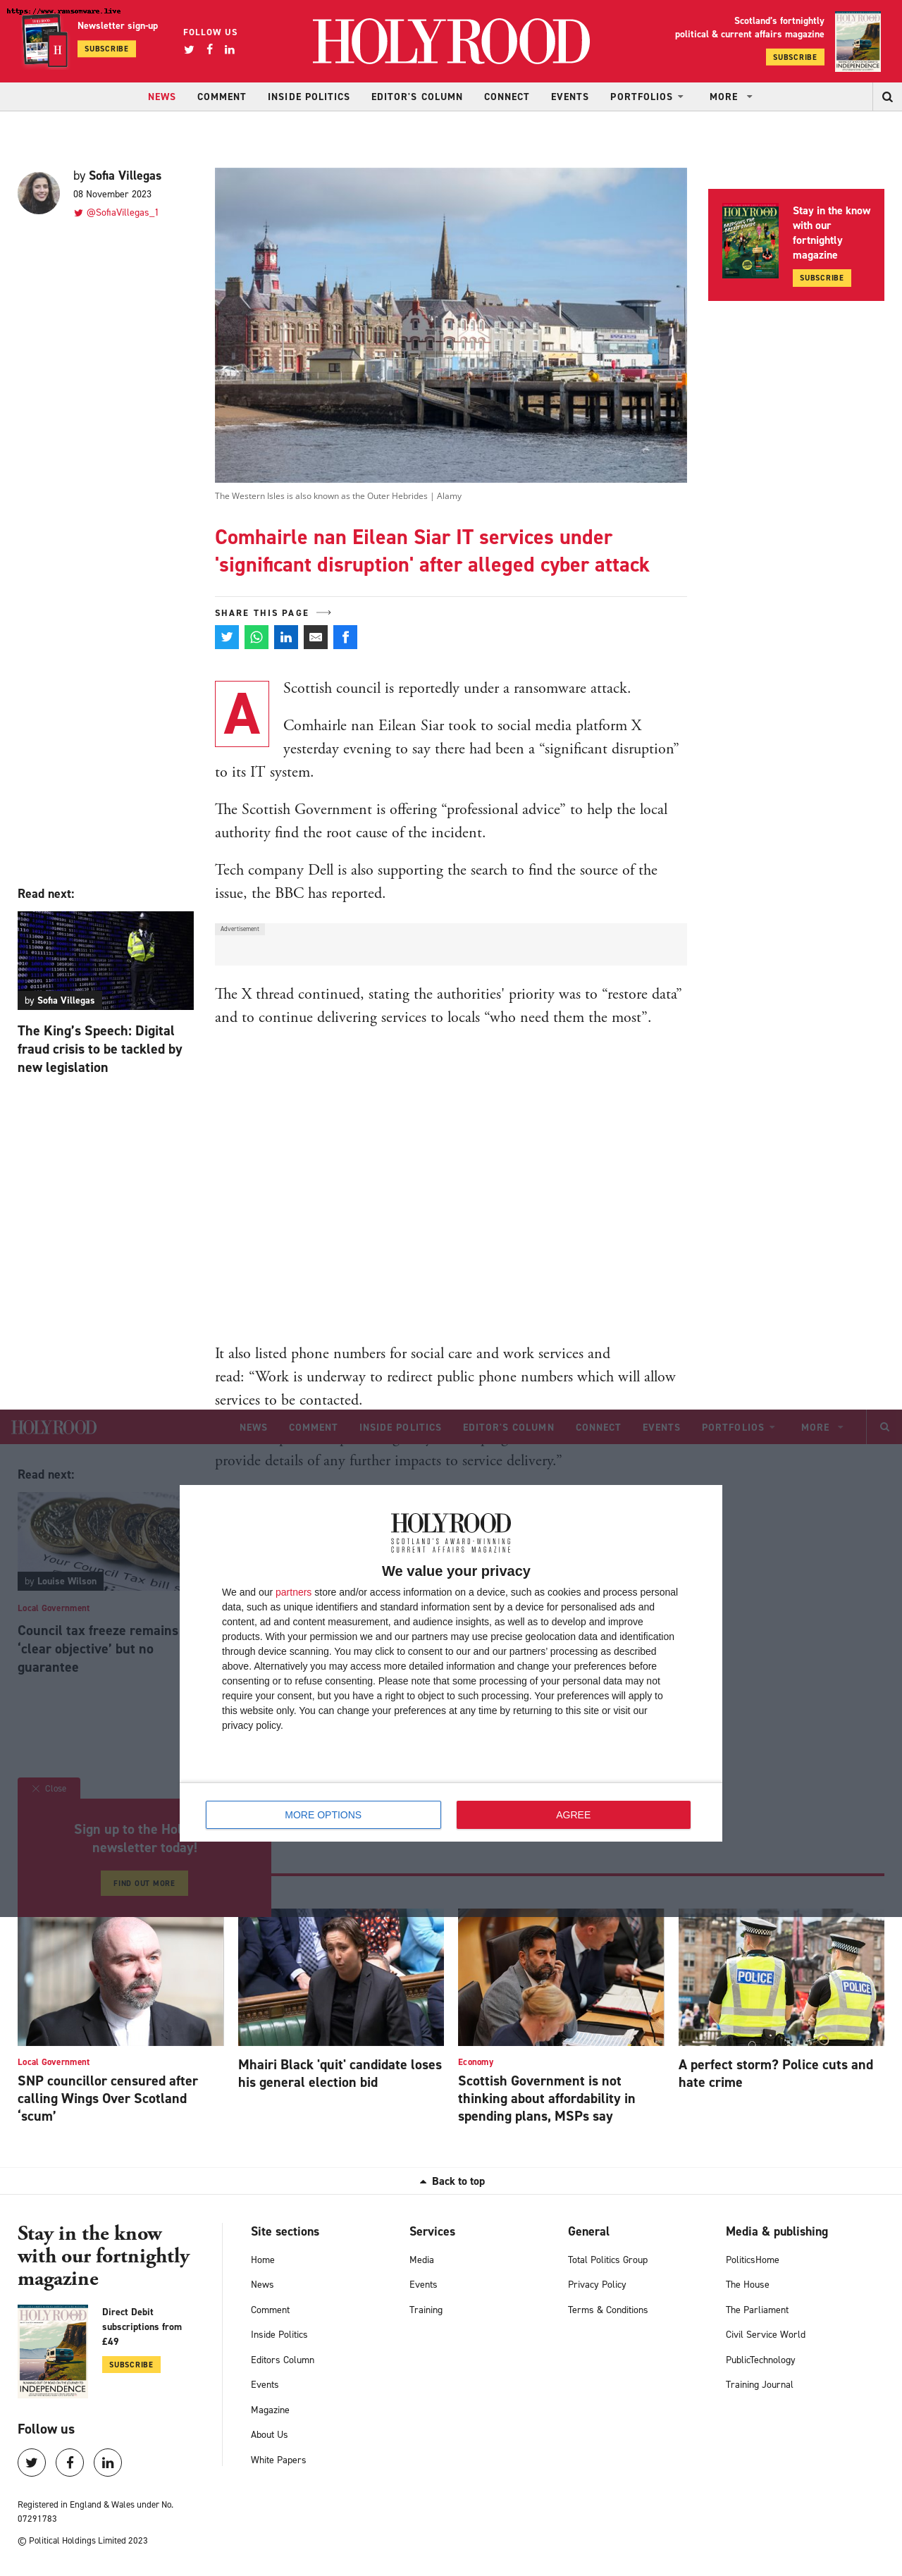 https://www.ransomware.live
Newsletter sign-up
SUBSCRIBE
FOLLOW US
HOLYROOD
Scotland's fortnightly
political & current affairs magazine
SUBSCRIBE
INDEPENDENCE
NEWS
COMMENT
INSIDE POLITICS
EDITOR'S COLUMN
CONNECT
EVENTS
PORTFOLIOS
MORE
by Sofia Villegas
08 November 2023
@SofiaVillegas_1
HOLYROOD
Stay in the know
with our
fortnightly
magazine
SUBSCRIBE
The Western Isles is also known as the Outer Hebrides | Alamy
Comhairle nan Eilean Siar IT services under
'significant disruption' after alleged cyber attack
SHARE THIS PAGE
A Scottish council is reportedly under a ransomware attack.
Comhairle nan Eilean Siar took to social media platform X
yesterday evening to say there had been a “significant disruption”
to its IT system.
The Scottish Government is offering “professional advice” to help the local
authority find the root cause of the incident.
Tech company Dell is also supporting the search to find the source of the
issue, the BBC has reported.
Advertisement
The X thread continued, stating the authorities' priority was to “restore data”
and to continue delivering services to locals “who need them the most”.
Read next:
by Sofia Villegas
The King’s Speech: Digital
fraud crisis to be tackled by
new legislation
It also listed phone numbers for social care and work services and
read: “Work is underway to redirect public phone numbers which will allow
services to be contacted.
HOLYROOD
NEWS
COMMENT
INSIDE POLITICS
EDITOR'S COLUMN
CONNECT
EVENTS
PORTFOLIOS
MORE
provide details of any further impacts to service delivery.”
Read next:
Your Council Tax bill
by Louise Wilson
Local Government
Council tax freeze remains
‘clear objective’ but no
guarantee
HOLYROOD
SCOTLAND'S AWARD-WINNING
CURRENT AFFAIRS MAGAZINE
We value your privacy
We and our partners store and/or access information on a device, such as cookies and process personal
data, such as unique identifiers and standard information sent by a device for personalised ads and
content, ad and content measurement, and audience insights, as well as to develop and improve
products. With your permission we and our partners may use precise geolocation data and identification
through device scanning. You may click to consent to our and our partners’ processing as described
above. Alternatively you may access more detailed information and change your preferences before
consenting or to refuse consenting. Please note that some processing of your personal data may not
require your consent, but you have a right to object to such processing. Your preferences will apply to
this website only. You can change your preferences at any time by returning to this site or visit our
privacy policy.
MORE OPTIONS
AGREE
Close
Sign up to the Hol
newsletter today!
FIND OUT MORE
POLICE
POLICE
Local Government
SNP councillor censured after
calling Wings Over Scotland
‘scum’
Mhairi Black 'quit' candidate loses
his general election bid
Economy
Scottish Government is not
thinking about affordability in
spending plans, MSPs say
A perfect storm? Police cuts and
hate crime
Back to top
Stay in the know
with our fortnightly
magazine
HOLYROOD
INDEPENDENCE
Direct Debit
subscriptions from
£49
SUBSCRIBE
Follow us
Registered in England & Wales under No.
07291783
© Political Holdings Limited 2023
Site sections
Home
News
Comment
Inside Politics
Editors Column
Events
Magazine
About Us
White Papers
Services
Media
Events
Training
General
Total Politics Group
Privacy Policy
Terms & Conditions
Media & publishing
PoliticsHome
The House
The Parliament
Civil Service World
PublicTechnology
Training Journal